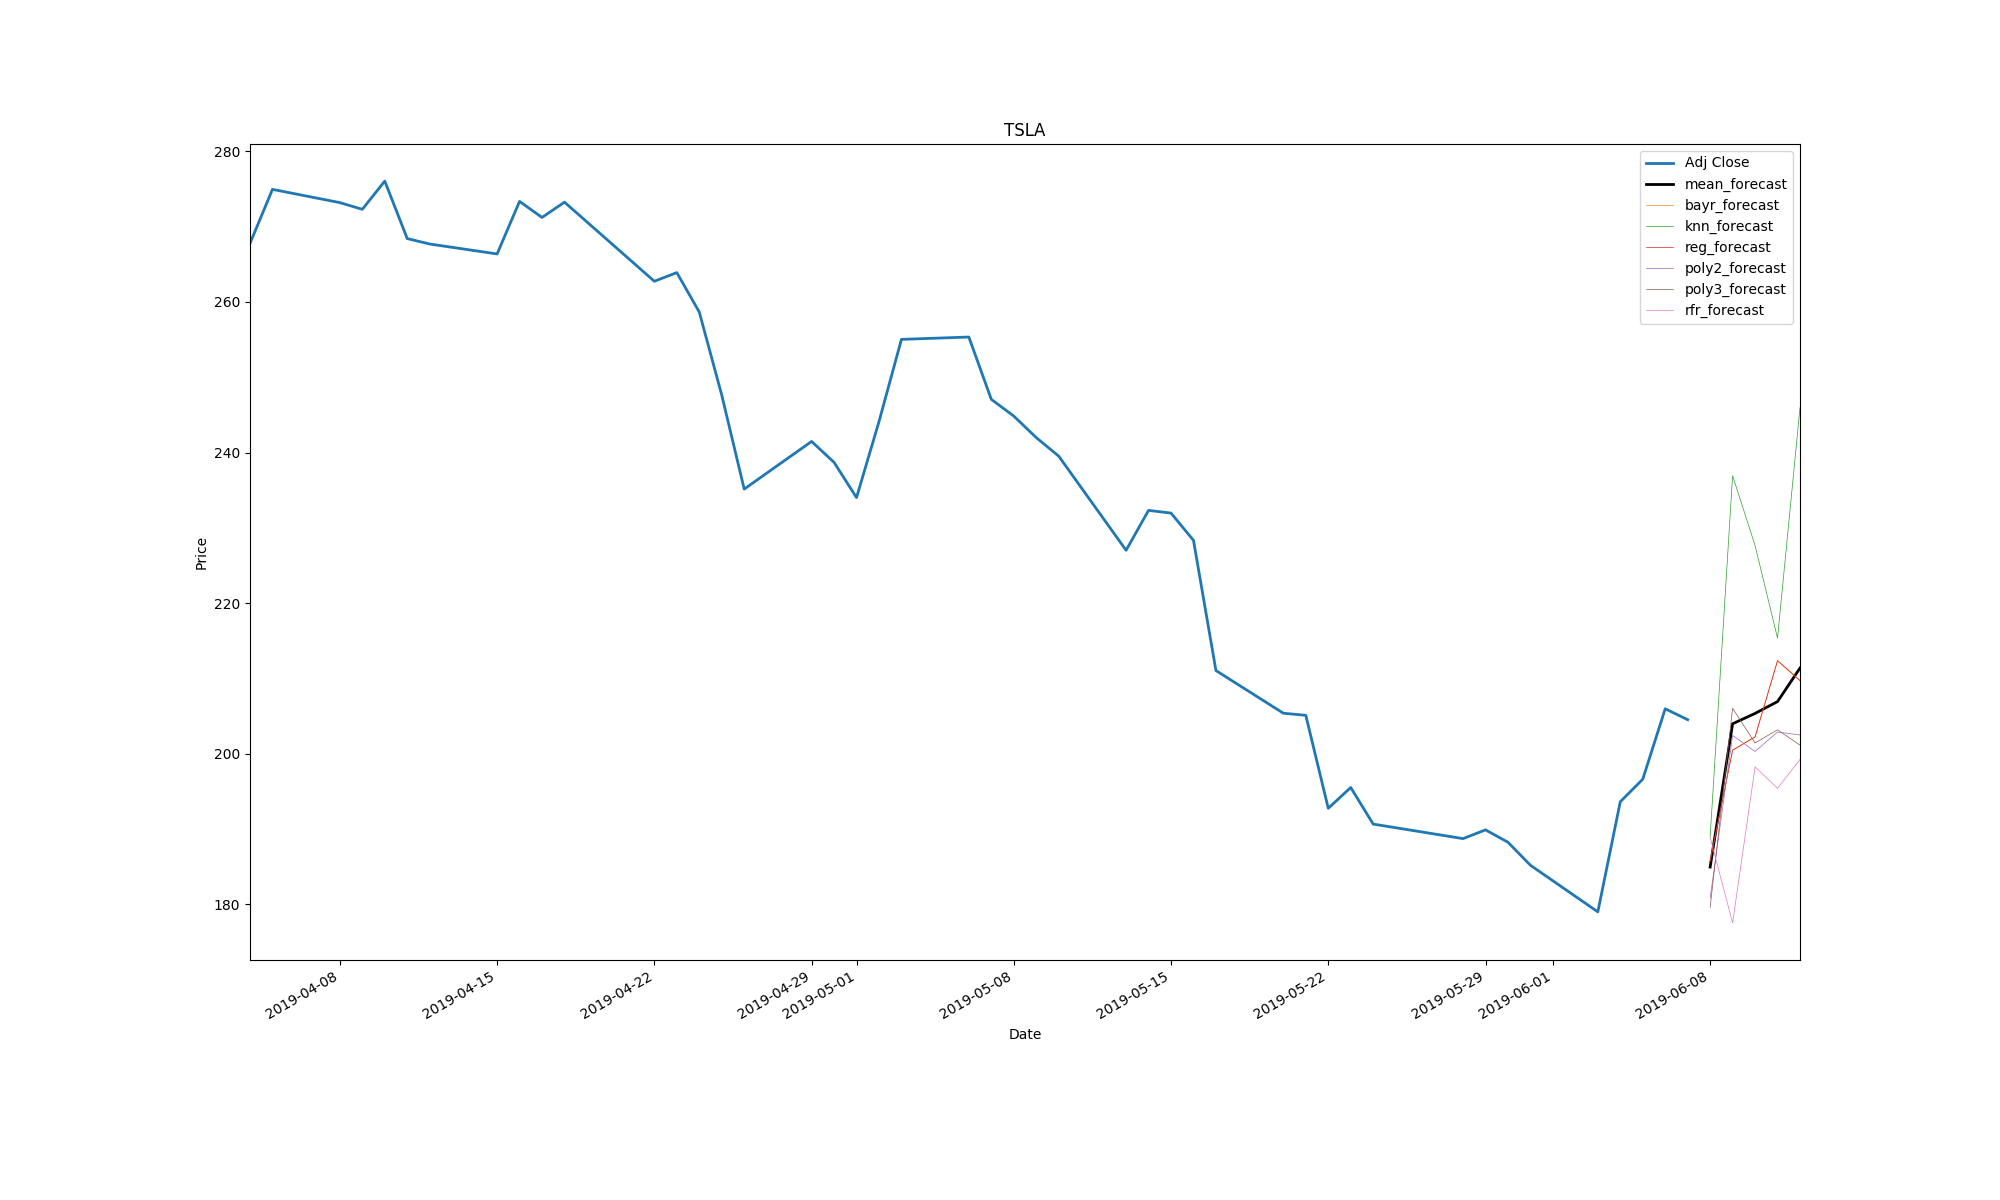 TSLA
280
260
240
220
200
180
Price
Adj Close
mean_forecast
bayr_forecast
knn_forecast
reg_forecast
poly2_forecast
poly3_forecast
rfr_forecast
2019-04-08
2019-04-15
2019-04-22
2019-04-29
2019-05-01
2019-05-08
2019-05-15
2019-05-22
2019-05-29
2019-06-01
2019-06-08
Date